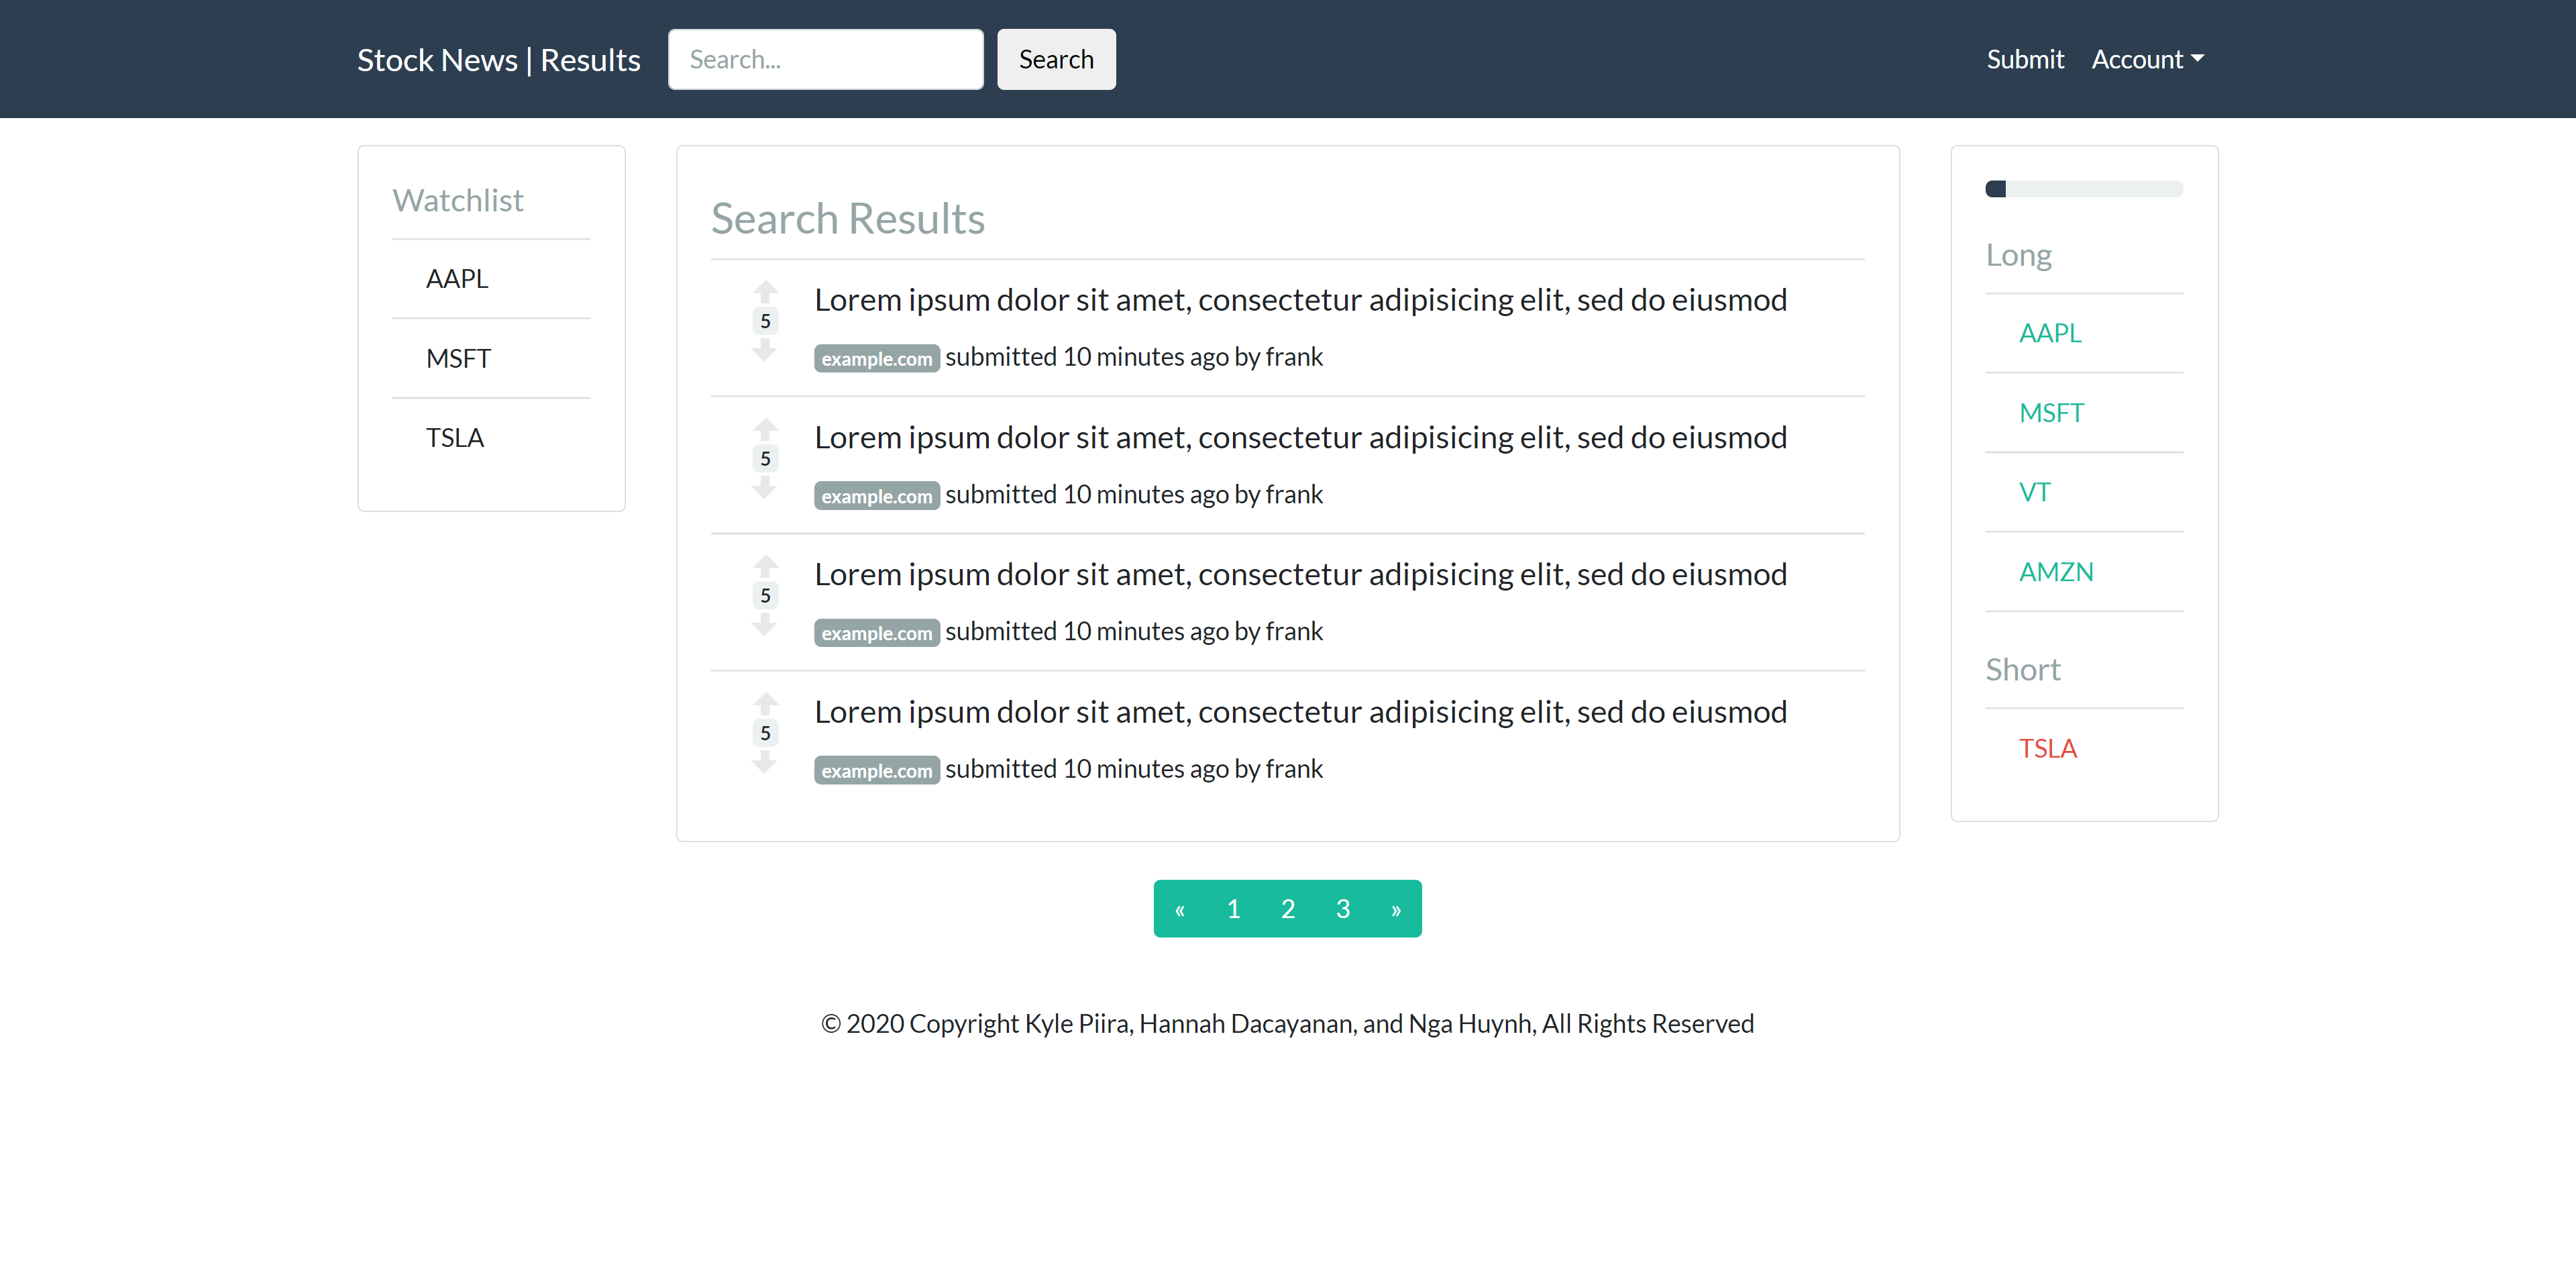 Stock News | Results
Search...
Search
Submit
Account
Watchlist
AAPL
MSFT
TSLA
Search Results
5
Lorem ipsum dolor sit amet, consectetur adipisicing elit, sed do eiusmod
example.com submitted 10 minutes ago by frank
5
Lorem ipsum dolor sit amet, consectetur adipisicing elit, sed do eiusmod
example.com submitted 10 minutes ago by frank
5
Lorem ipsum dolor sit amet, consectetur adipisicing elit, sed do eiusmod
example.com submitted 10 minutes ago by frank
5
Lorem ipsum dolor sit amet, consectetur adipisicing elit, sed do eiusmod
example.com submitted 10 minutes ago by frank
Long
AAPL
MSFT
VT
AMZN
Short
TSLA
« 1 2 3 »
© 2020 Copyright Kyle Piira, Hannah Dacayanan, and Nga Huynh, All Rights Reserved